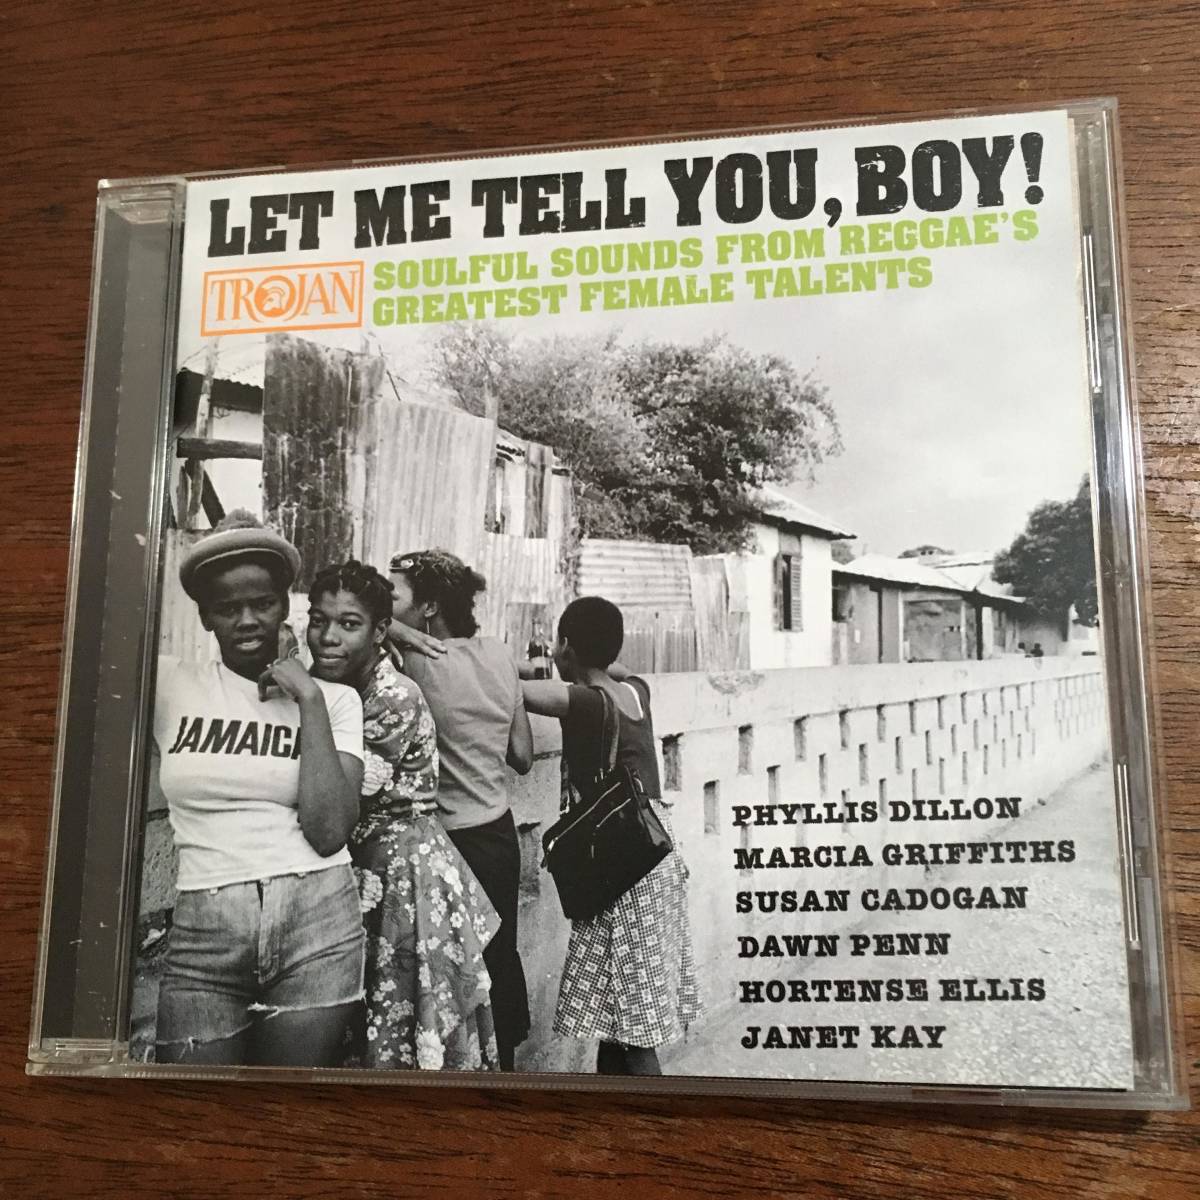 LET ME TELL YOU, BOY!
TROJAN
SOULFUL SOUNDS FROM REGGAE'S
GREATEST FEMALE TALENTS
JAMAICA
PHYLLIS DILLON
MARCIA GRIFFITHS
SUSAN CADOGAN
DAWN PENN
HORTENSE ELLIS
JANET KAY